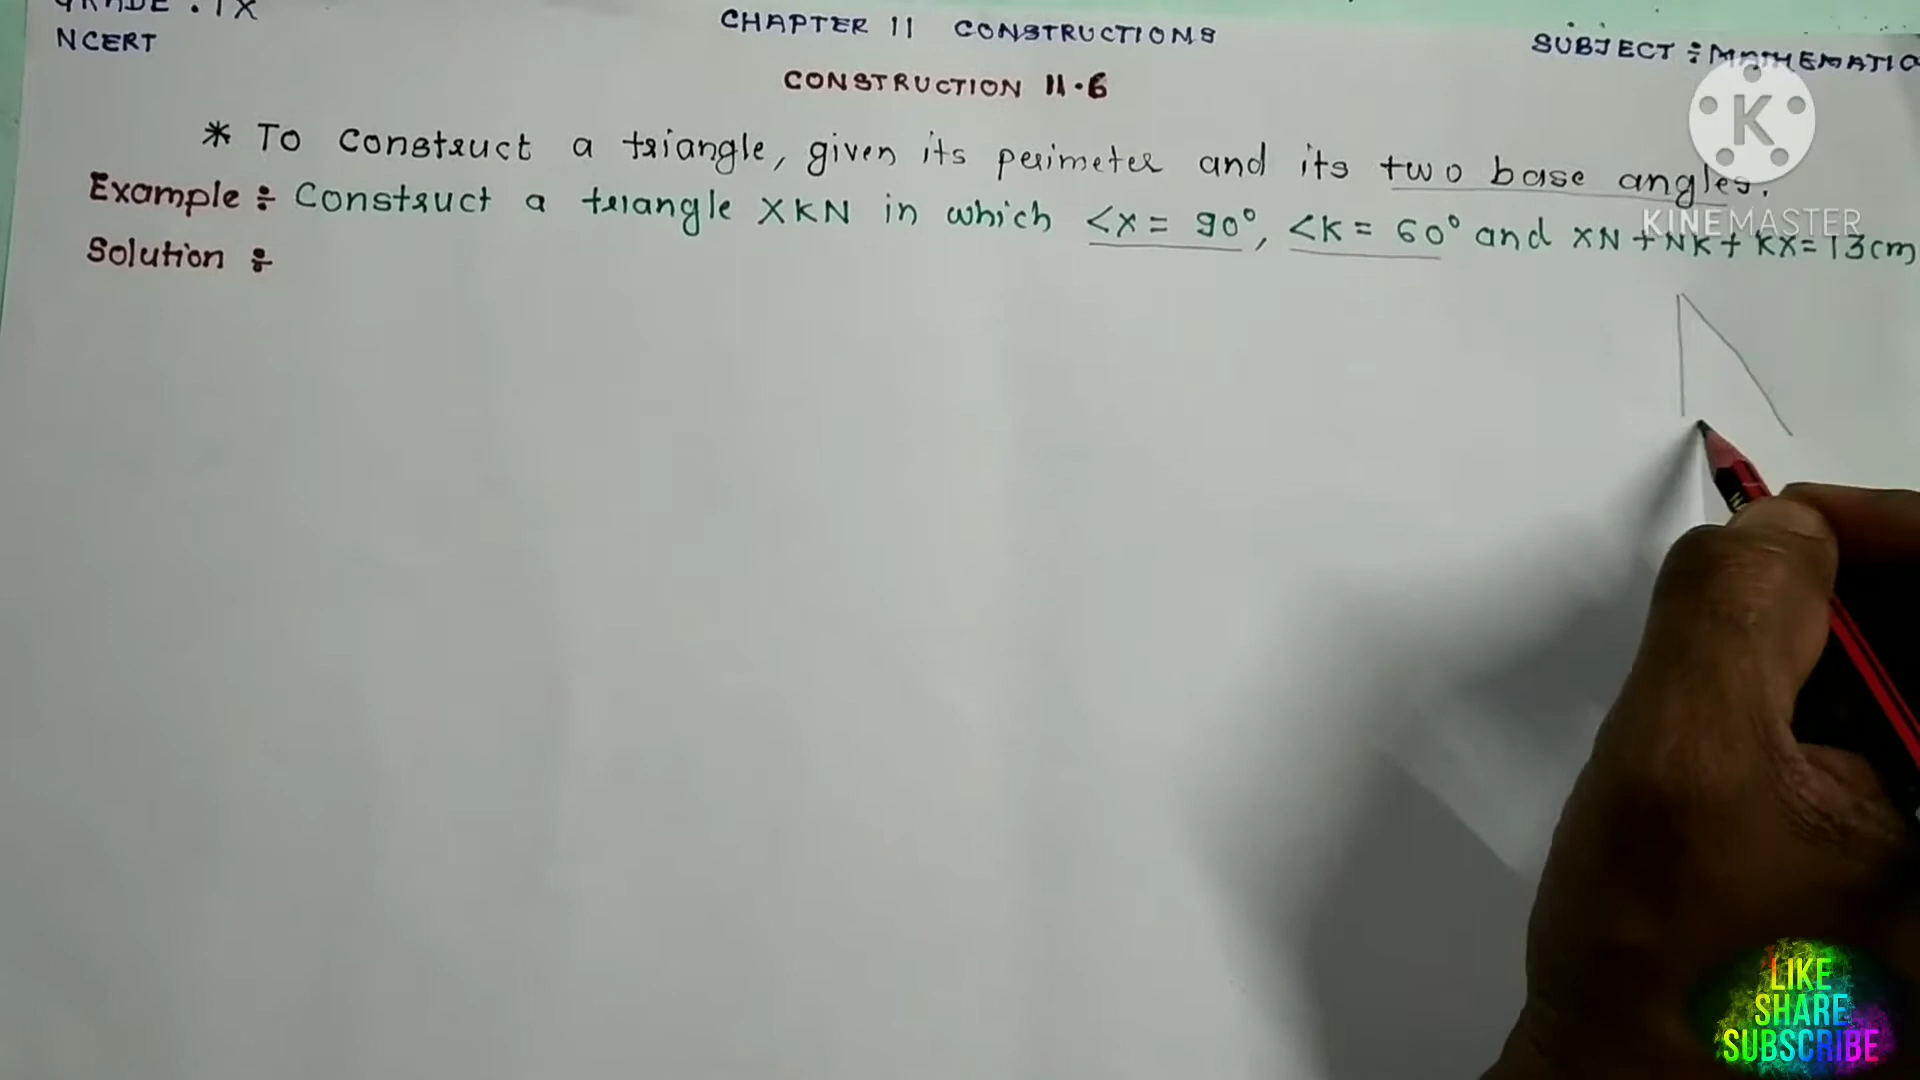 GRADE : IX
NCERT
CHAPTER 11 CONSTRUCTIONS
SUBJECT ÷ MATHEMATIC
CONSTRUCTION 11.6
* To construct a triangle, given its perimeter and its two base angles.
Example ÷ Construct a triangle XKN in which <X = 90°, <K = 60° and XN + NK + KX = 13cm
Solution ÷
K
KINEMASTER
LIKE
SHARE
SUBSCRIBE